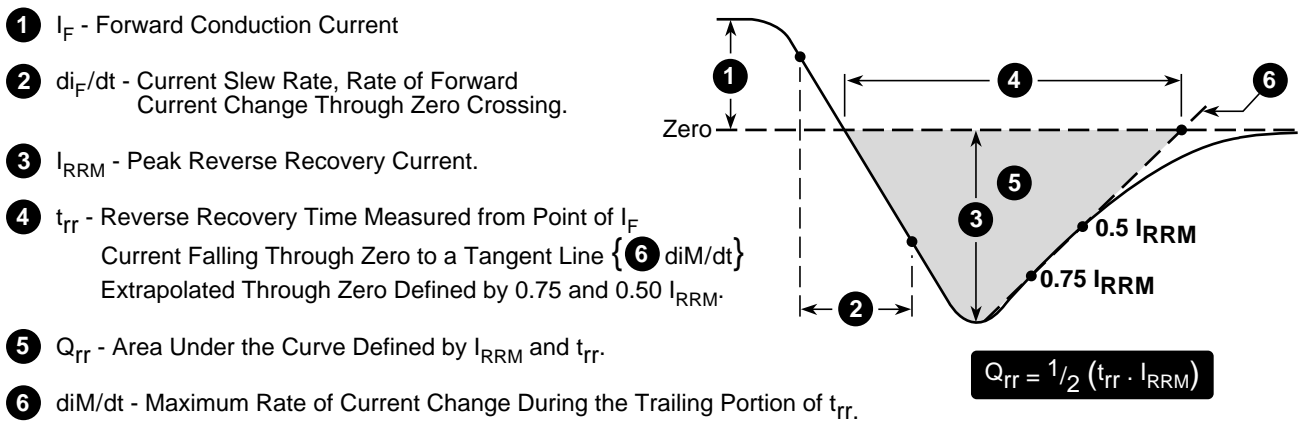 1 I_F - Forward Conduction Current
2 di_F/dt - Current Slew Rate, Rate of Forward
Current Change Through Zero Crossing.
3 I_RRM - Peak Reverse Recovery Current.
4 t_rr - Reverse Recovery Time Measured from Point of I_F
Current Falling Through Zero to a Tangent Line {6 diM/dt}
Extrapolated Through Zero Defined by 0.75 and 0.50 I_RRM.
5 Q_rr - Area Under the Curve Defined by I_RRM and t_rr.
6 diM/dt - Maximum Rate of Current Change During the Trailing Portion of t_rr.
1
4
6
Zero
5
3
0.5 I_RRM
0.75 I_RRM
2
Q_rr = 1/2 (t_rr . I_RRM)